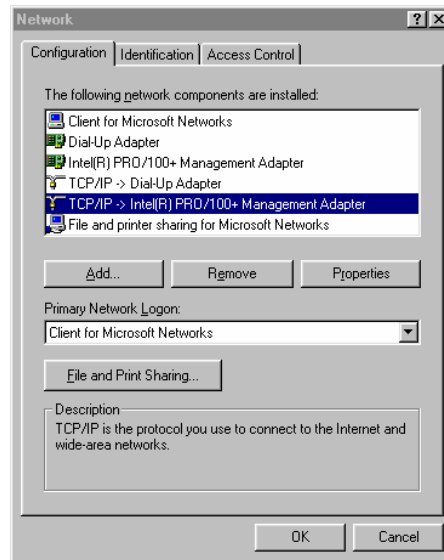 Network
Configuration Identification Access Control
The following network components are installed:
Client for Microsoft Networks
Dial-Up Adapter
Intel(R) PRO/100+ Management Adapter
TCP/IP -> Dial-Up Adapter
TCP/IP -> Intel(R) PRO/100+ Management Adapter
File and printer sharing for Microsoft Networks
Add... Remove Properties
Primary Network Logon:
Client for Microsoft Networks
File and Print Sharing...
Description
TCP/IP is the protocol you use to connect to the Internet and
wide-area networks.
OK Cancel